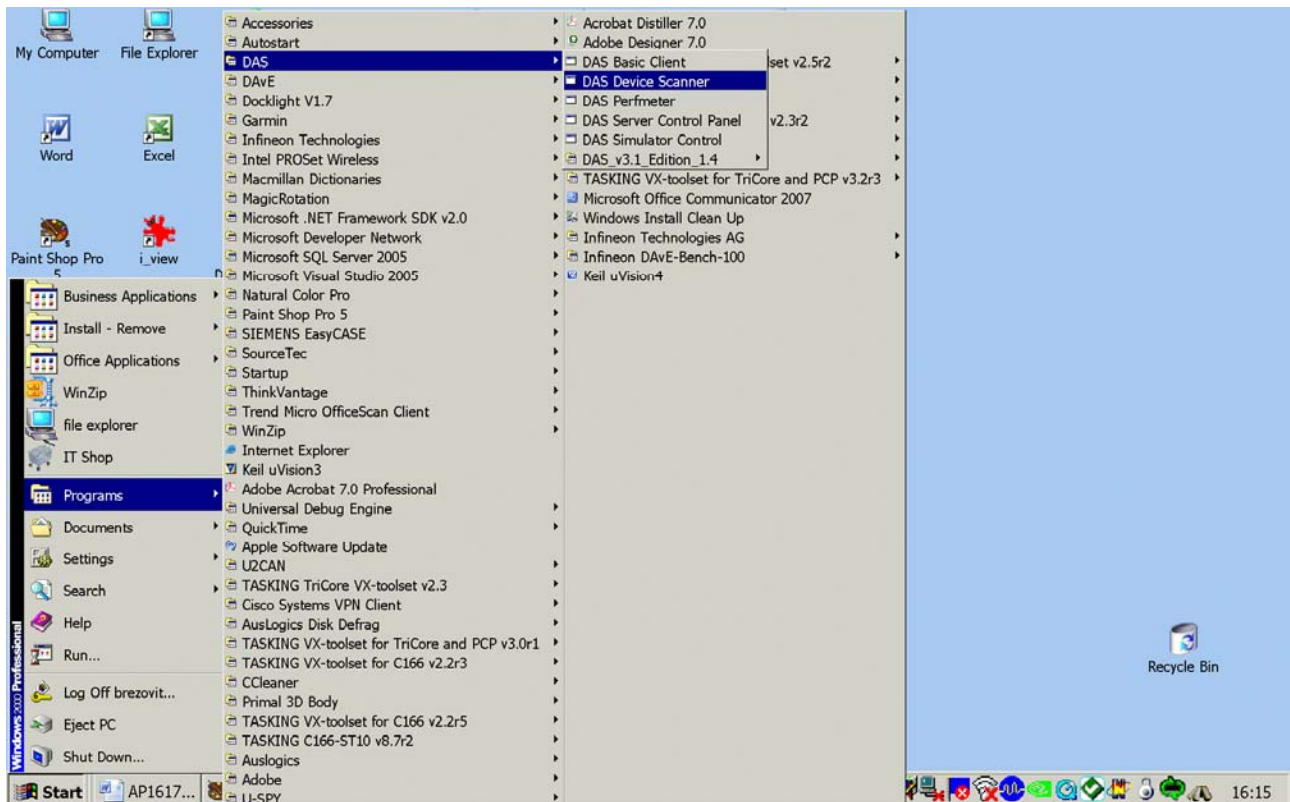 My Computer
File Explorer
Word
Excel
Paint Shop Pro
5
i_view
Business Applications
Install - Remove
Office Applications
WinZip
file explorer
IT Shop
Programs
Documents
Settings
Search
Help
Run...
Log Off brezovit...
Eject PC
Shut Down...
Windows 2000 Professional
Accessories
Autostart
DAS
DAvE
Docklight V1.7
Garmin
Infineon Technologies
Intel PROSet Wireless
Macmillan Dictionaries
MagicRotation
Microsoft .NET Framework SDK v2.0
Microsoft Developer Network
Microsoft SQL Server 2005
Microsoft Visual Studio 2005
Natural Color Pro
Paint Shop Pro 5
SIEMENS EasyCASE
SourceTec
Startup
ThinkVantage
Trend Micro OfficeScan Client
WinZip
Internet Explorer
Keil uVision3
Adobe Acrobat 7.0 Professional
Universal Debug Engine
QuickTime
Apple Software Update
U2CAN
TASKING TriCore VX-toolset v2.3
Cisco Systems VPN Client
AusLogics Disk Defrag
TASKING VX-toolset for TriCore and PCP v3.0r1
TASKING VX-toolset for C166 v2.2r3
CCleaner
Primal 3D Body
TASKING VX-toolset for C166 v2.2r5
TASKING C166-ST10 v8.7r2
Auslogics
Adobe
U-SPY
Acrobat Distiller 7.0
Adobe Designer 7.0
DAS Basic Client
lset v2.5r2
DAS Device Scanner
DAS Perfmeter
DAS Server Control Panel
v2.3r2
DAS Simulator Control
DAS_v3.1_Edition_1.4
TASKING VX-toolset for TriCore and PCP v3.2r3
Microsoft Office Communicator 2007
Windows Install Clean Up
Infineon Technologies AG
Infineon DAvE-Bench-100
Keil uVision4
Recycle Bin
Start
AP1617...
16:15